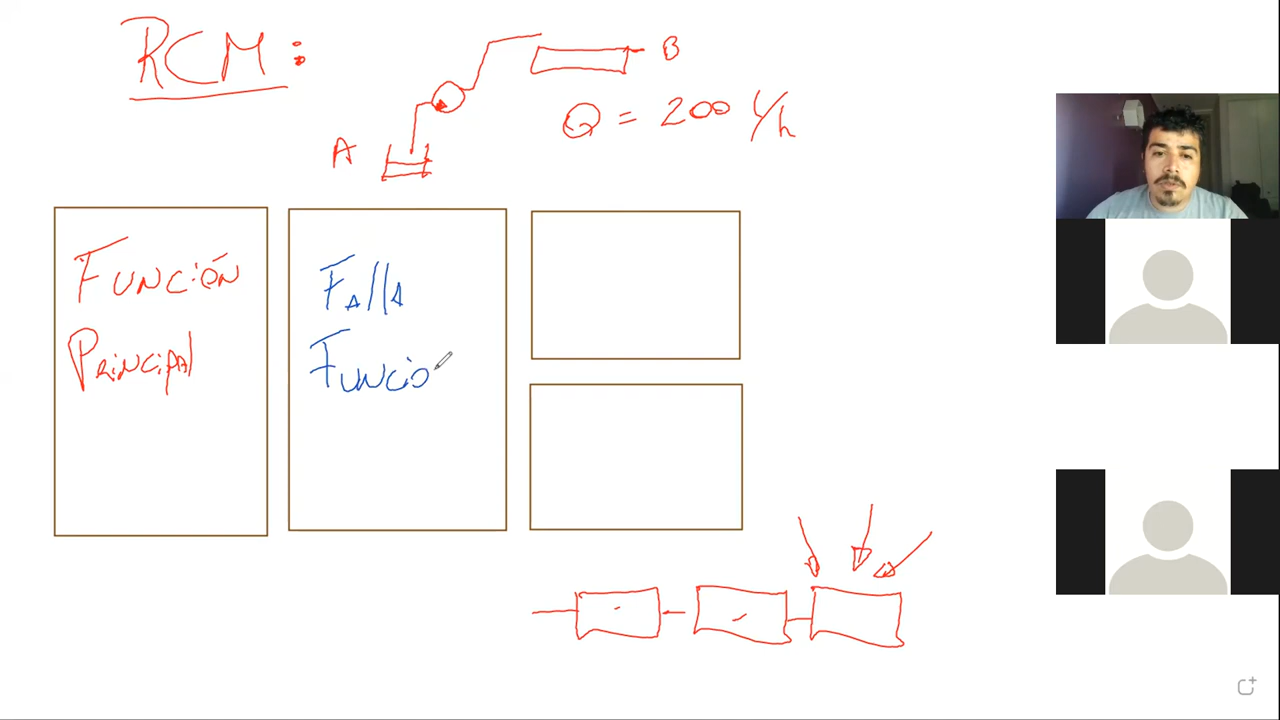 RCM:
B
Q = 200 l/h
A
Función
Principal
Falla
Funcio